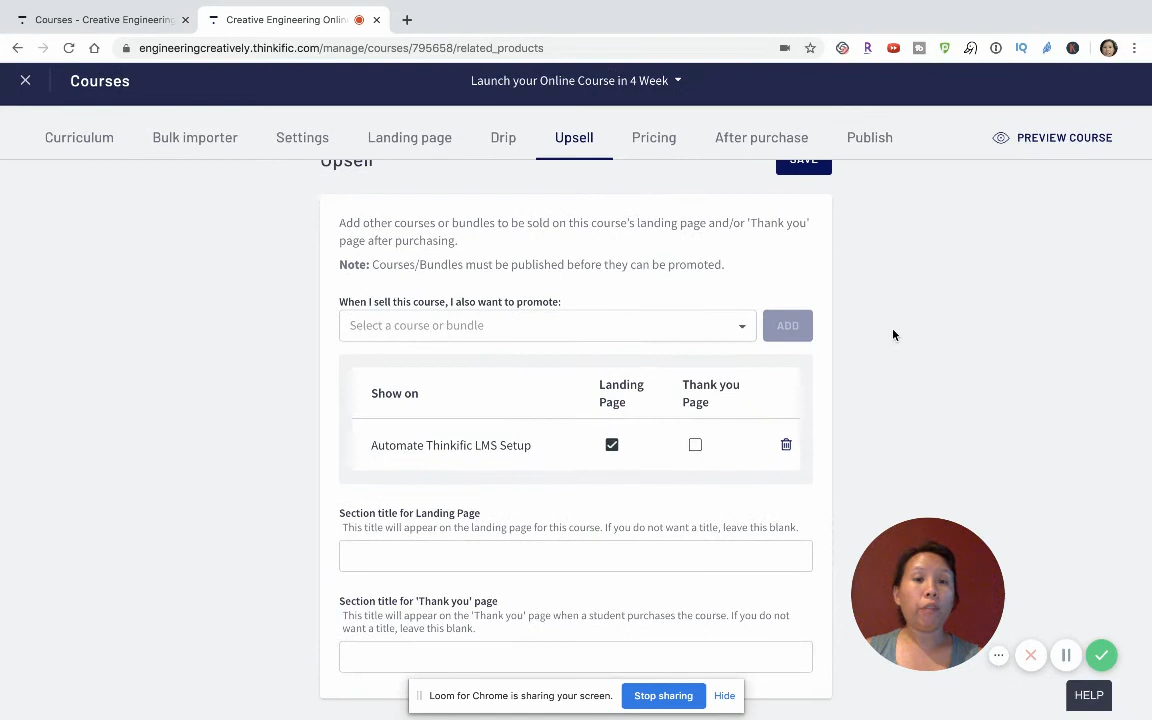 Courses - Creative Engineering
Creative Engineering Onli
engineeringcreatively.thinkific.com/manage/courses/795658/related_products
Courses
Launch your Online Course in 4 Week
Curriculum
Bulk importer
Settings
Landing page
Drip
Upsell
Pricing
After purchase
Publish
PREVIEW COURSE
Upsell
SAVE
Add other courses or bundles to be sold on this course's landing page and/or 'Thank you'
page after purchasing.
Note: Courses/Bundles must be published before they can be promoted.
When I sell this course, I also want to promote:
Select a course or bundle
ADD
Show on
Landing
Page
Thank you
Page
Automate Thinkific LMS Setup
Section title for Landing Page
This title will appear on the landing page for this course. If you do not want a title, leave this blank.
Section title for 'Thank you' page
This title will appear on the 'Thank you' page when a student purchases the course. If you do not
want a title, leave this blank.
Loom for Chrome is sharing your screen.
Stop sharing
Hide
HELP